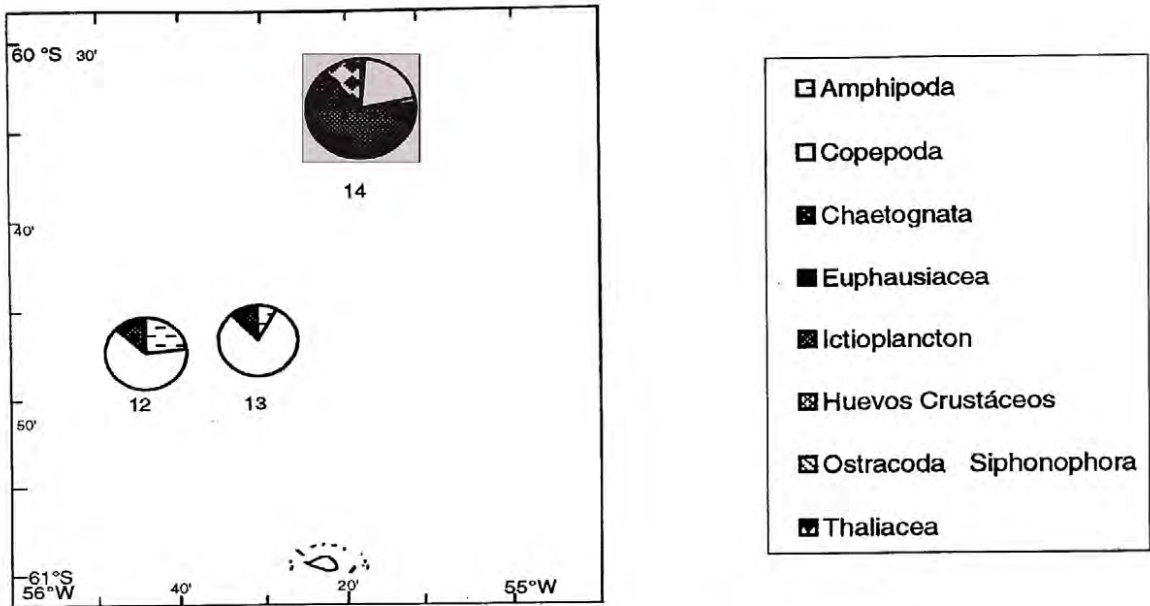 60 °S 30'
14
40'
12 13
50'
61°S
56°W 40' 20' 55°W
Amphipoda
Copepoda
Chaetognata
Euphausiacea
Ictioplancton
Huevos Crustáceos
Ostracoda Siphonophora
Thaliacea